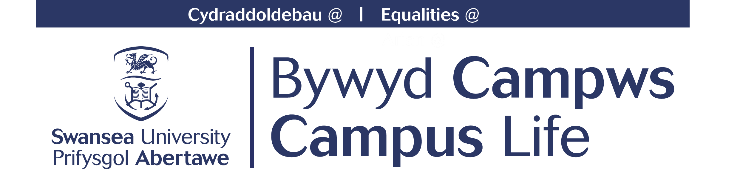 Cydraddoldebau @ | Equalities @
Swansea University
Prifysgol Abertawe
Bywyd Campws
Campus Life